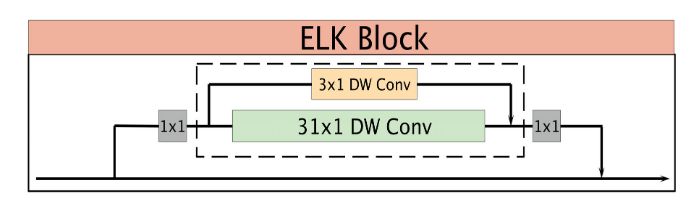 ELK Block
3x1 DW Conv
1x1
31x1 DW Conv
1x1